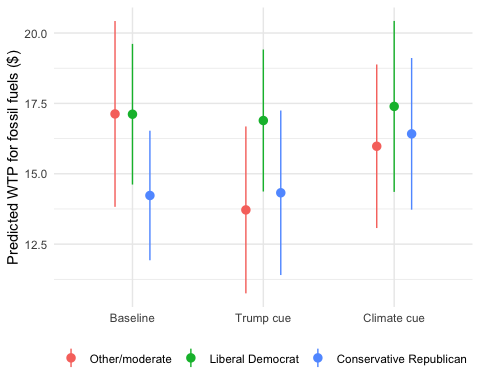 Predicted WTP for fossil fuels ($)
20.0
17.5
15.0
12.5
Baseline Trump cue Climate cue
Other/moderate Liberal Democrat Conservative Republican